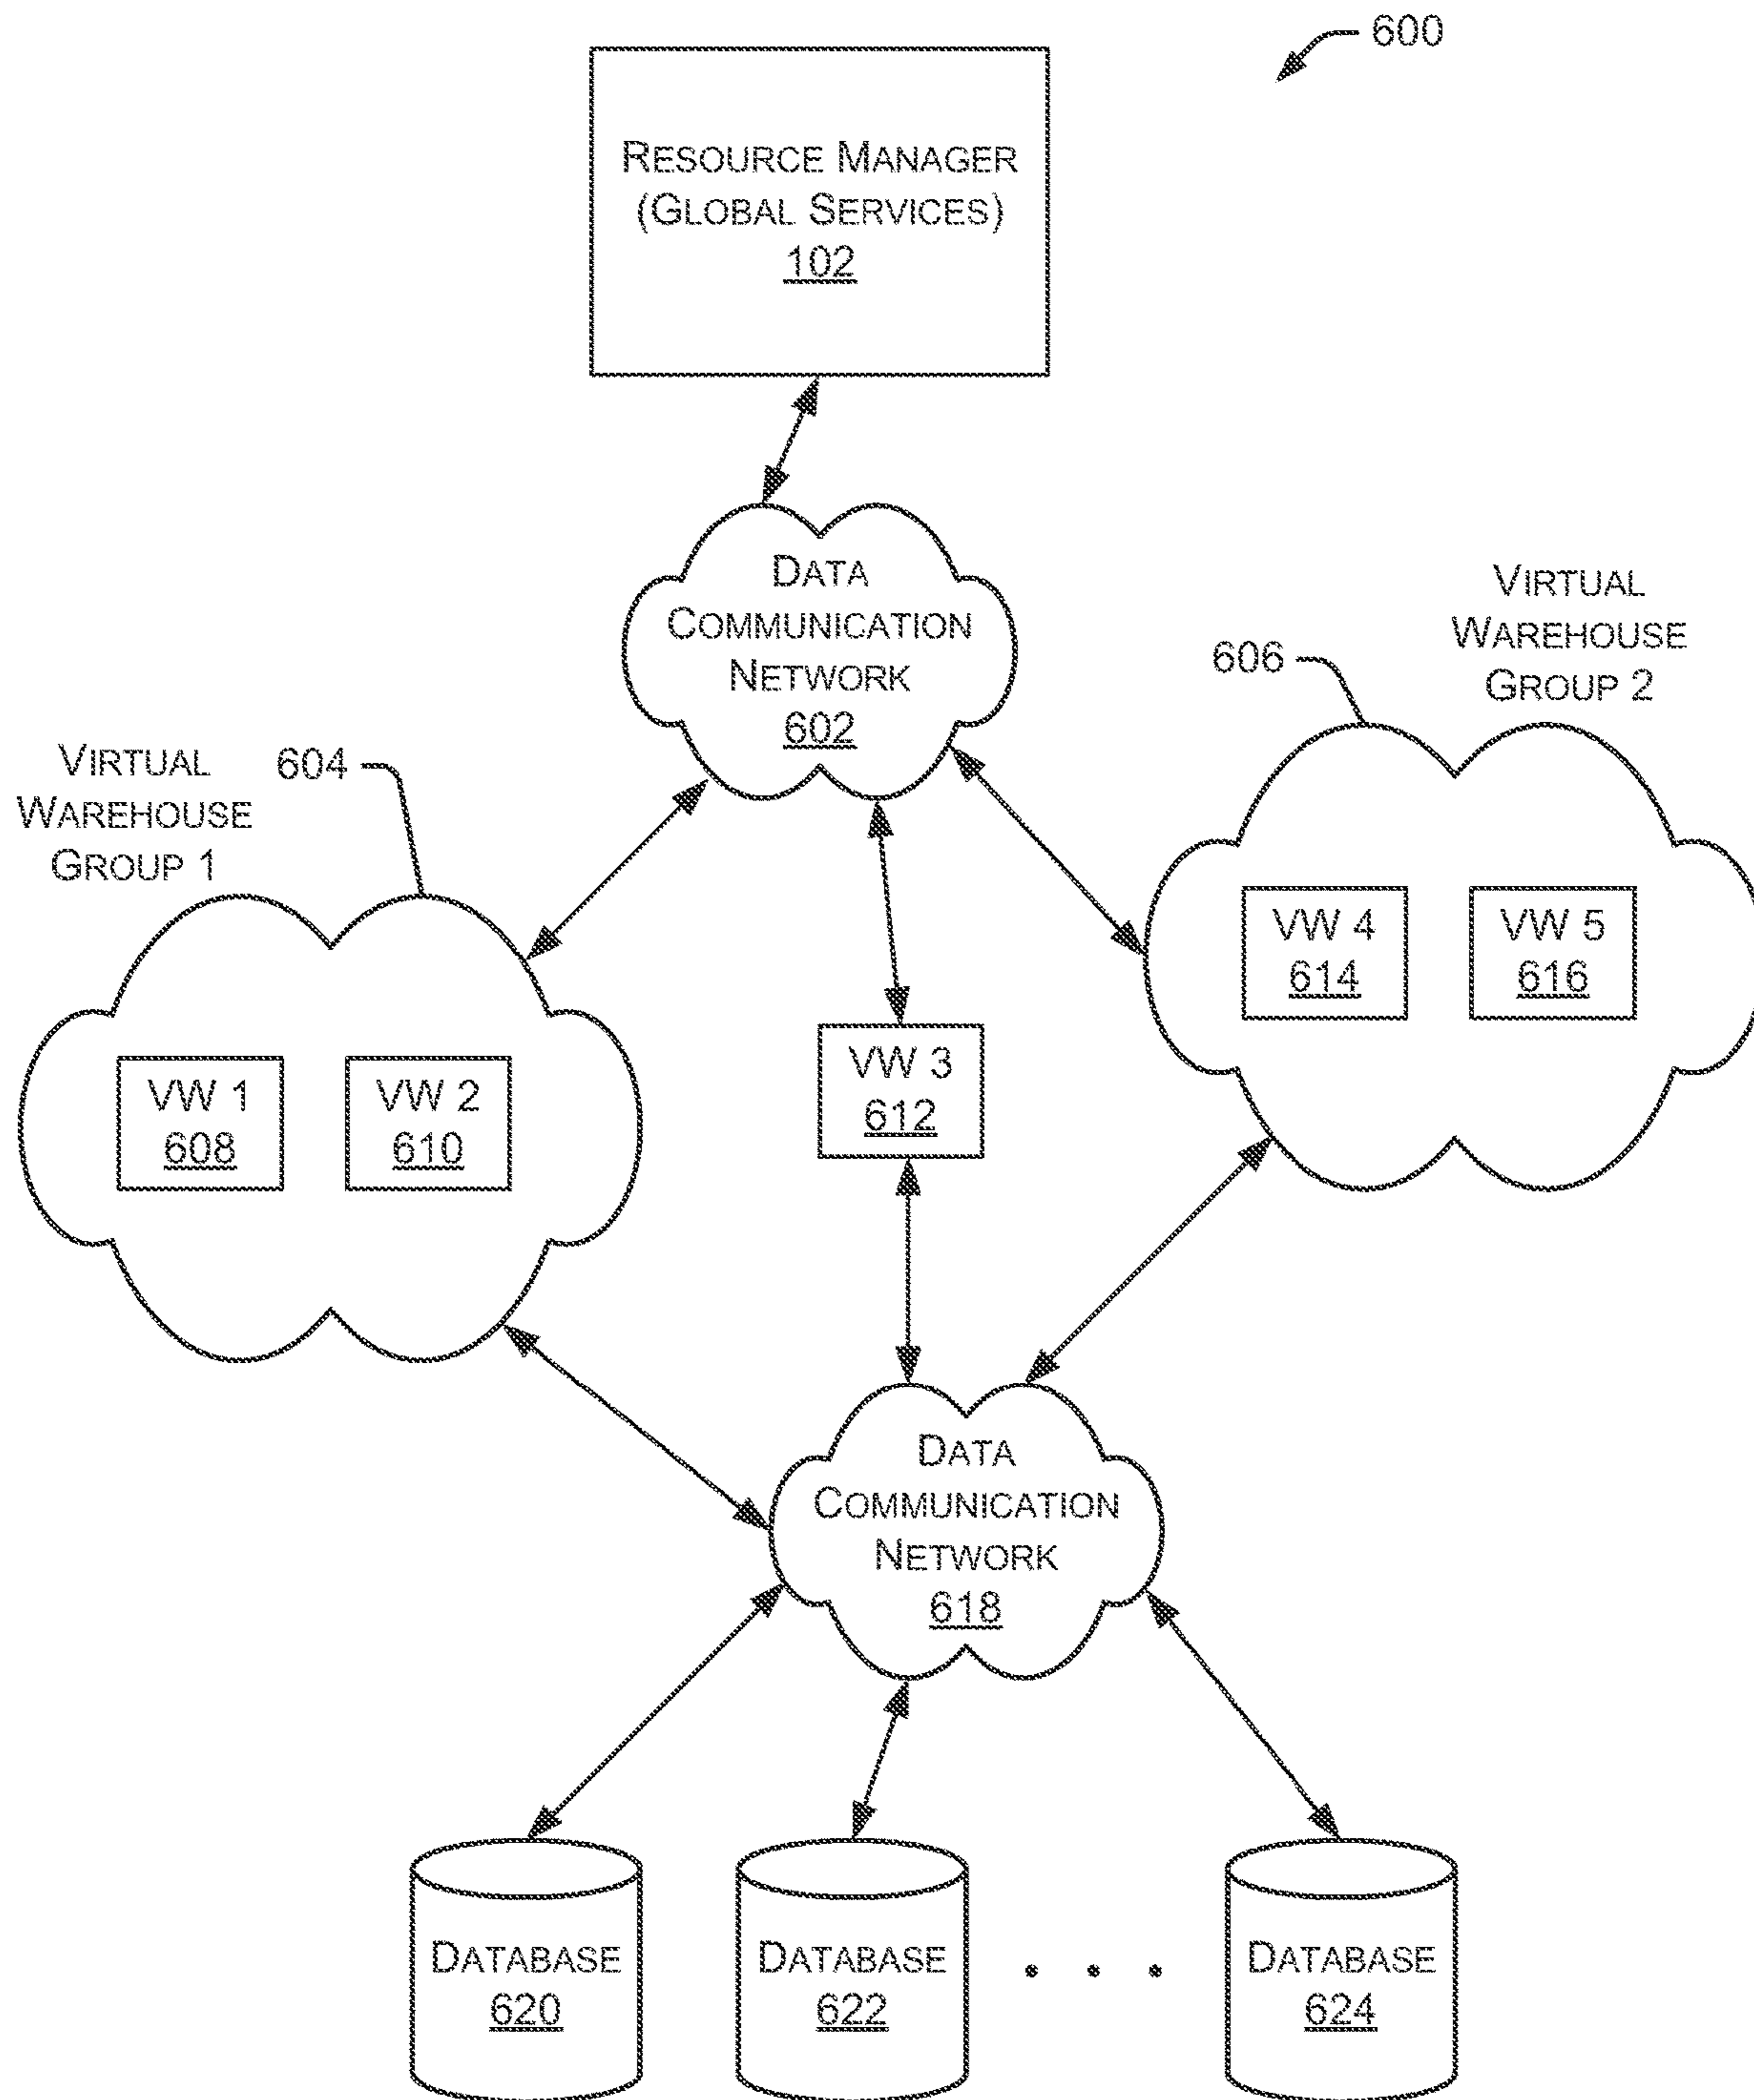 600
RESOURCE MANAGER
(GLOBAL SERVICES)
102
DATA
COMMUNICATION
NETWORK
602
VIRTUAL
WAREHOUSE
GROUP 2
606
VIRTUAL
WAREHOUSE
GROUP 1
604
VW 4
614
VW 5
616
VW 3
612
VW 1
608
VW 2
610
DATA
COMMUNICATION
NETWORK
618
DATABASE
620
DATABASE
622
. . .
DATABASE
624